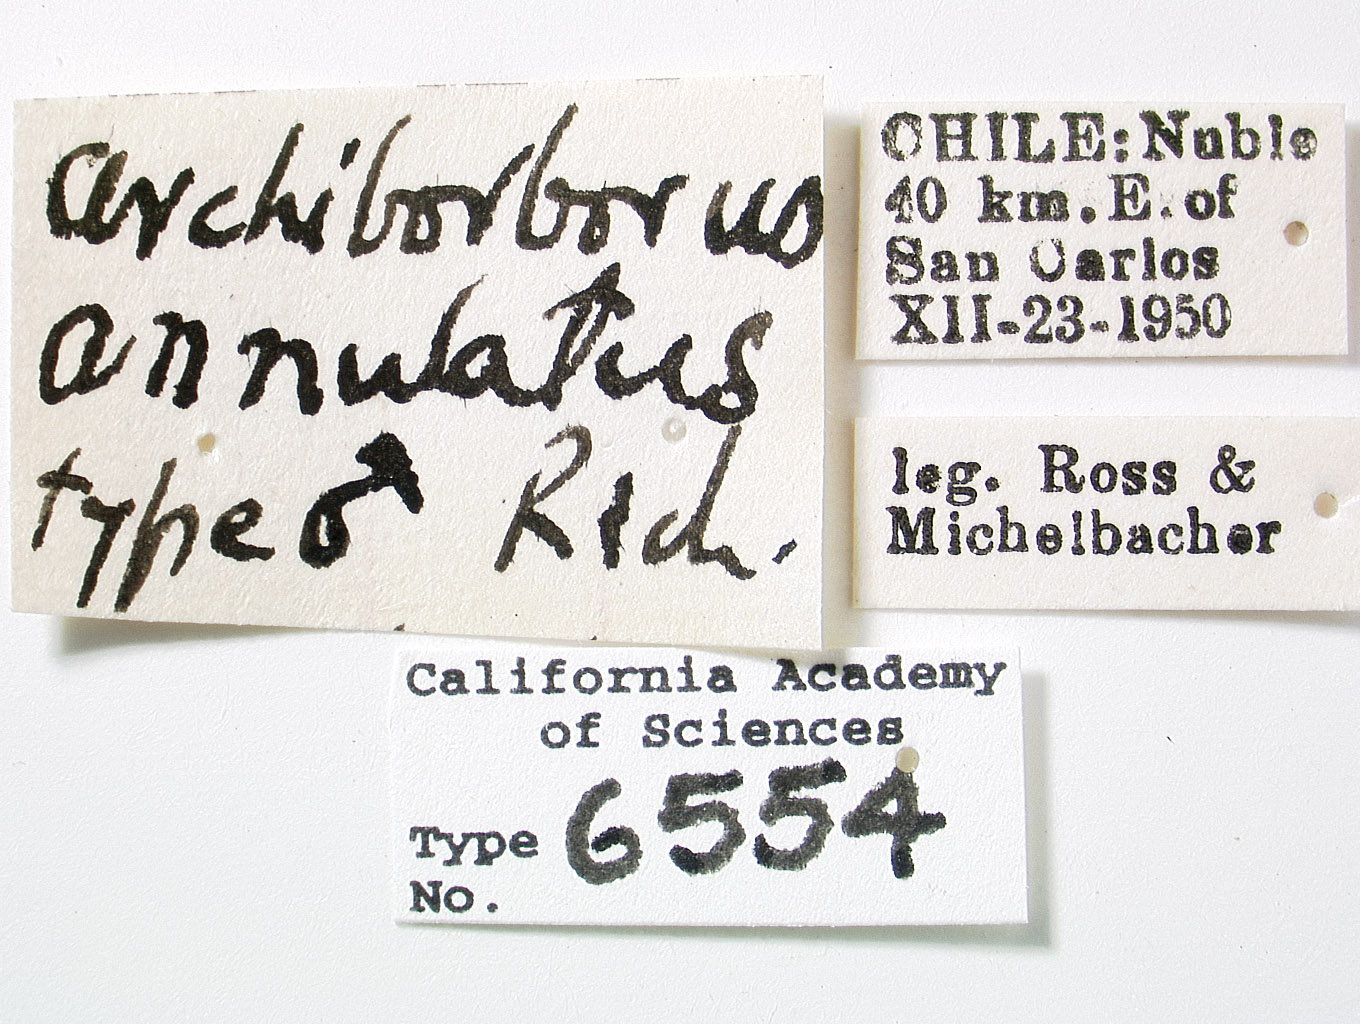 archiborborus
annulatus
type ♂ Rich.
CHILE: Nuble
40 km. E. of
San Carlos
XII-23-1950
leg. Ross &
Michelbacher
California Academy
of Sciences
Type 6554
No.